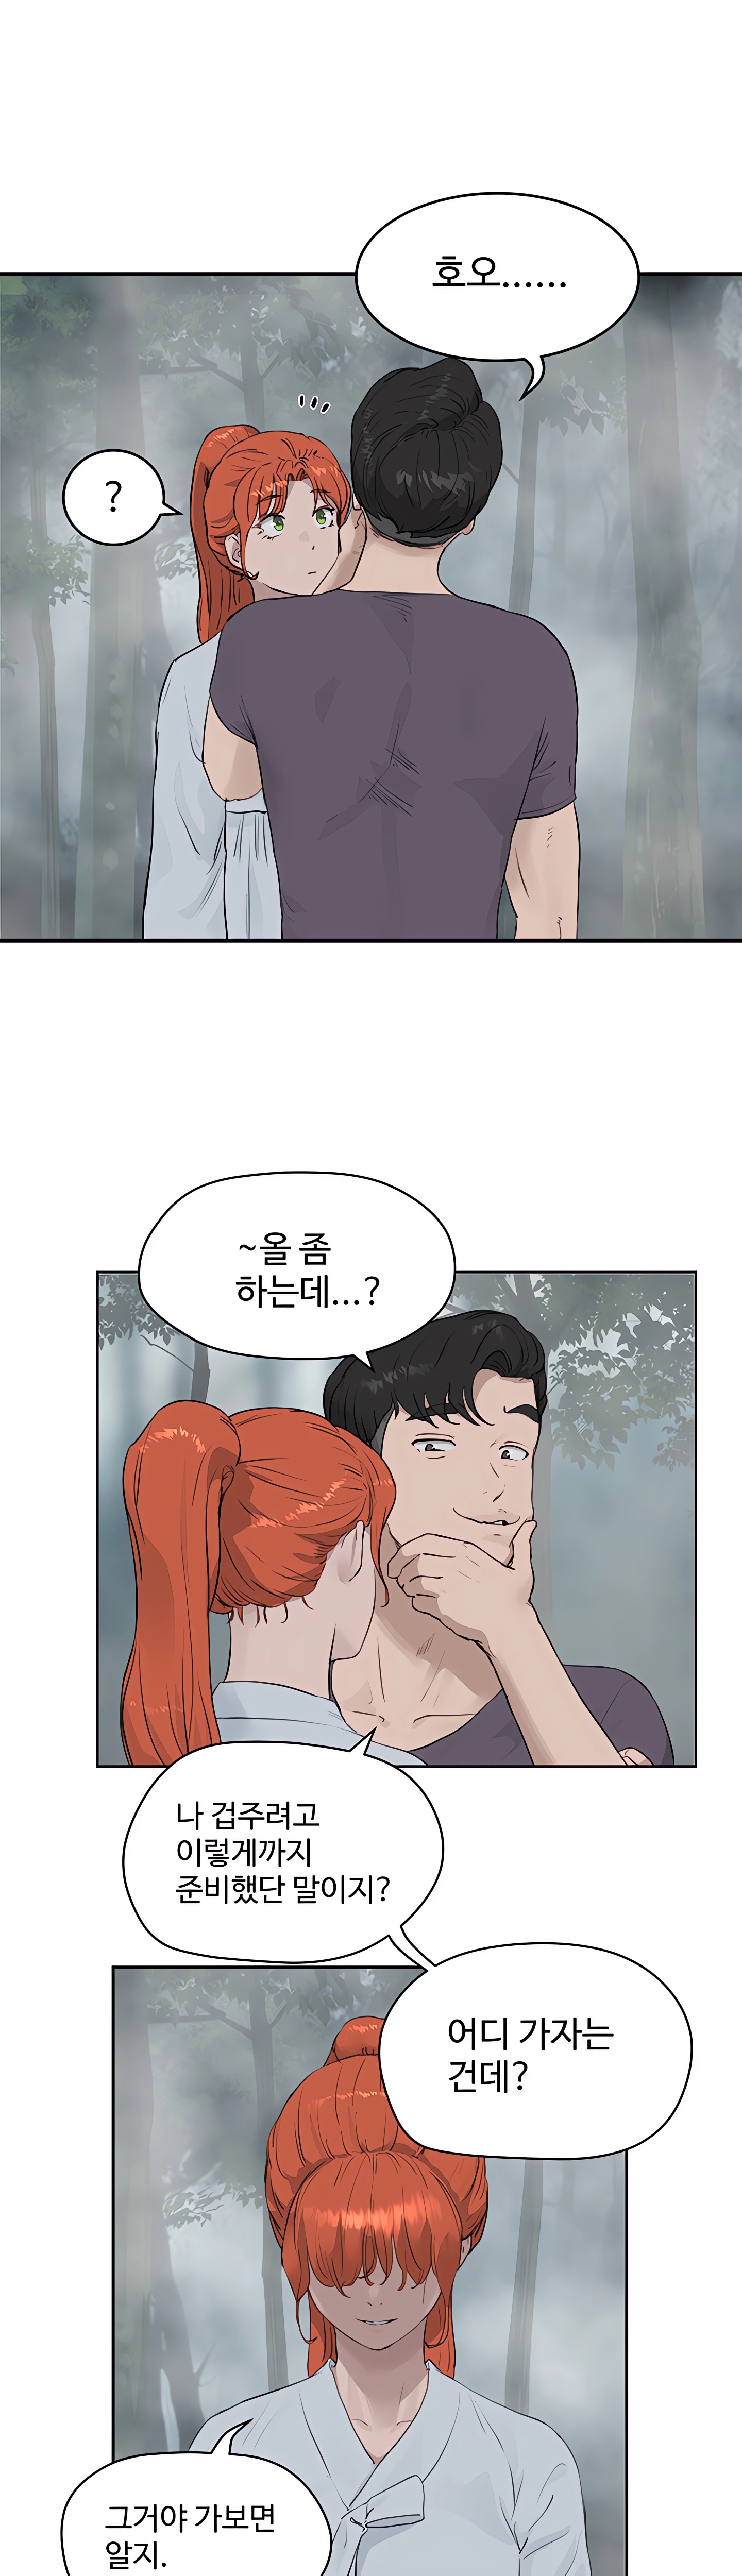 호오......
?
~올 좀
하는데...?
나 겁주려고
이렇게까지
준비했단 말이지?
어디 가자는
건데?
그거야 가보면
알지.